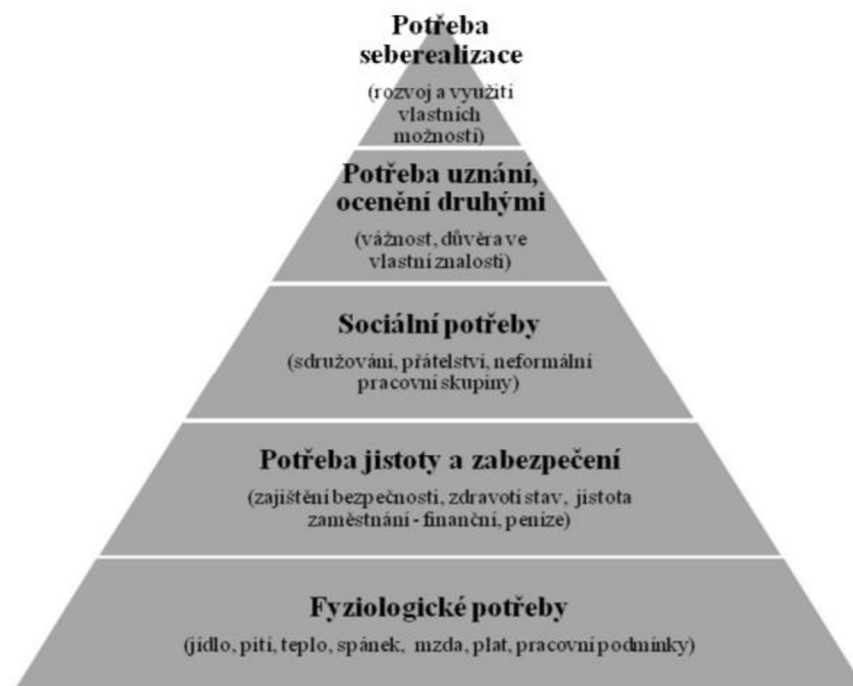 Potřeba
seberealizace
(rozvoj a využití
vlastních
možností)
Potřeba uznání,
ocenění druhými
(vážnost, důvěra ve
vlastní znalosti)
Sociální potřeby
(sdružování, přátelství, neformální
pracovní skupiny)
Potřeba jistoty a zabezpečení
(zajištění bezpečnosti, zdravotí stav, jistota
zaměstnání - finanční, peníze)
Fyziologické potřeby
(jídlo, pití, teplo, spánek, mzda, plat, pracovní podmínky)